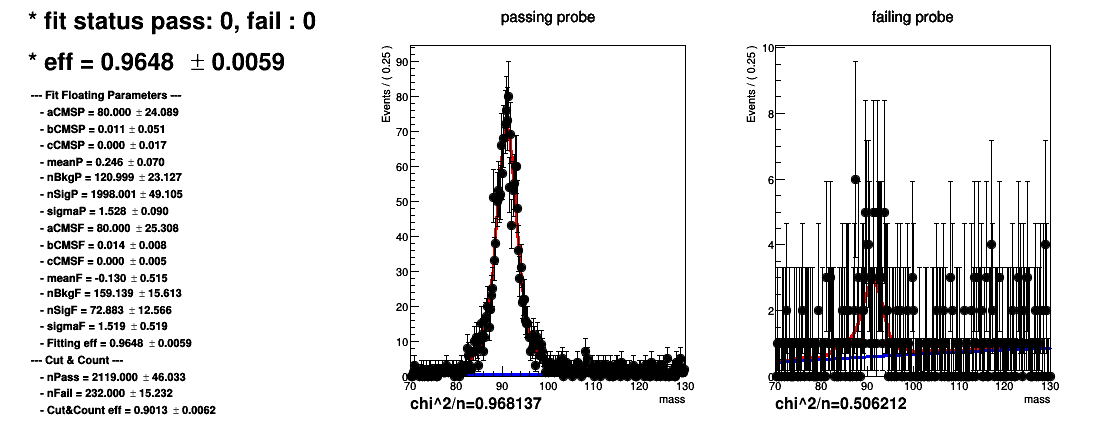 * fit status pass: 0, fail : 0
* eff = 0.9648 ± 0.0059
--- Fit Floating Parameters ---
- aCMSP = 80.000 ± 24.089
- bCMSP = 0.011 ± 0.051
- cCMSP = 0.000 ± 0.017
- meanP = 0.246 ± 0.070
- nBkgP = 120.999 ± 23.127
- nSigP = 1998.001 ± 49.105
- sigmaP = 1.528 ± 0.090
- aCMSF = 80.000 ± 25.308
- bCMSF = 0.014 ± 0.008
- cCMSF = 0.000 ± 0.005
- meanF = -0.130 ± 0.515
- nBkgF = 159.139 ± 15.613
- nSigF = 72.883 ± 12.566
- sigmaF = 1.519 ± 0.519
- Fitting eff = 0.9648 ± 0.0059
--- Cut & Count ---
- nPass = 2119.000 ± 46.033
- nFail = 232.000 ± 15.232
- Cut&Count eff = 0.9013 ± 0.0062
passing probe
Events / ( 0.25 )
90
80
70
60
50
40
30
20
10
0
70 80 90 100 110 120 130
mass
chi^2/n=0.968137
failing probe
Events / ( 0.25 )
10
8
6
4
2
0
70 80 90 100 110 120 130
mass
chi^2/n=0.506212